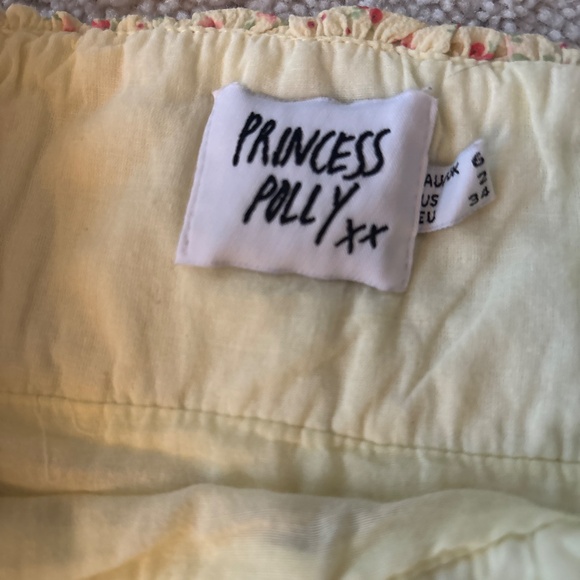 PRINCESS
POLLY
xx
AU/UK 6
US 2
EU 34